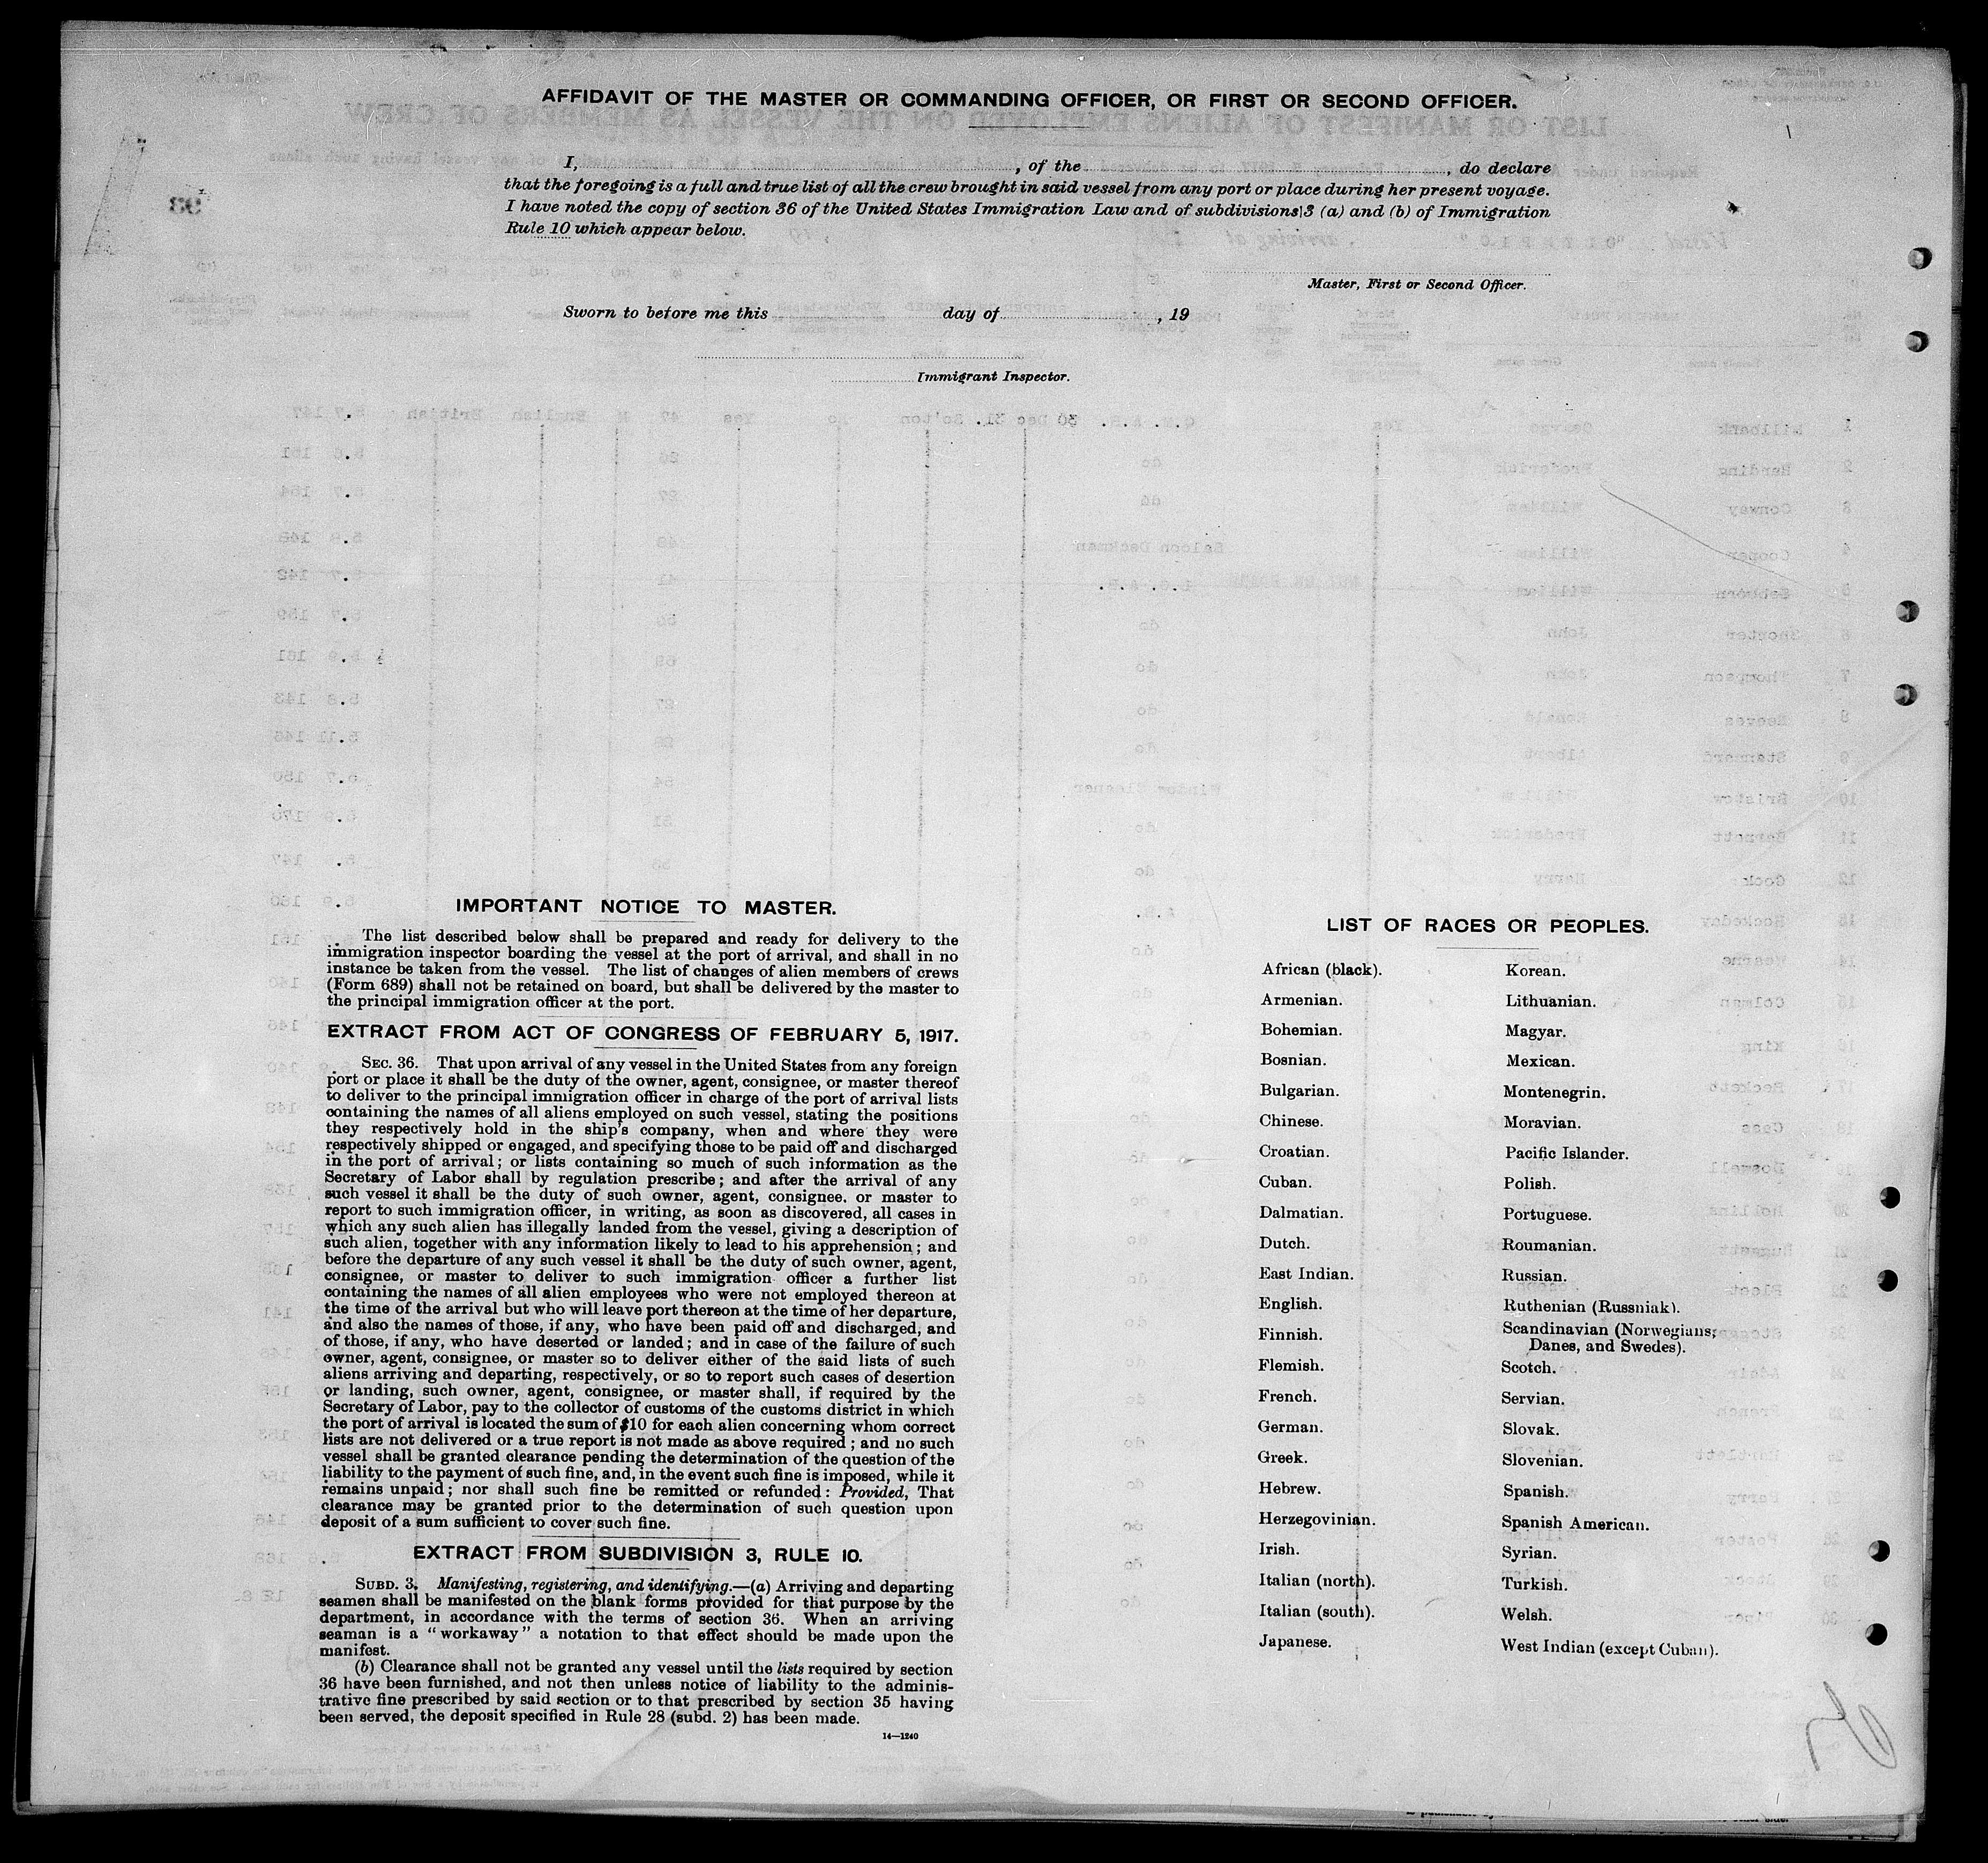 AFFIDAVIT OF THE MASTER OR COMMANDING OFFICER, OR FIRST OR SECOND OFFICER.
I, , of the , do declare
that the foregoing is a full and true list of all the crew brought in said vessel from any port or place during her present voyage.
I have noted the copy of section 36 of the United States Immigration Law and of subdivisions 3 (a) and (b) of Immigration
Rule 10 which appear below.
Master, First or Second Officer.
Sworn to before me this day of , 19
Immigrant Inspector.
IMPORTANT NOTICE TO MASTER.
The list described below shall be prepared and ready for delivery to the
immigration inspector boarding the vessel at the port of arrival, and shall in no
instance be taken from the vessel. The list of changes of alien members of crews
(Form 689) shall not be retained on board, but shall be delivered by the master to
the principal immigration officer at the port.
EXTRACT FROM ACT OF CONGRESS OF FEBRUARY 5, 1917.
SEC. 36. That upon arrival of any vessel in the United States from any foreign
port or place it shall be the duty of the owner, agent, consignee, or master thereof
to deliver to the principal immigration officer in charge of the port of arrival lists
containing the names of all aliens employed on such vessel, stating the positions
they respectively hold in the ship's company, when and where they were
respectively shipped or engaged, and specifying those to be paid off and discharged
in the port of arrival; or lists containing so much of such information as the
Secretary of Labor shall by regulation prescribe; and after the arrival of any
such vessel it shall be the duty of such owner, agent, consignee, or master to
report to such immigration officer, in writing, as soon as discovered, all cases in
which any such alien has illegally landed from the vessel, giving a description of
such alien, together with any information likely to lead to his apprehension; and
before the departure of any such vessel it shall be the duty of such owner, agent,
consignee, or master to deliver to such immigration officer a further list
containing the names of all alien employees who were not employed thereon at
the time of the arrival but who will leave port thereon at the time of her departure,
and also the names of those, if any, who have been paid off and discharged, and
of those, if any, who have deserted or landed; and in case of the failure of such
owner, agent, consignee, or master so to deliver either of the said lists of such
aliens arriving and departing, respectively, or so to report such cases of desertion
or landing, such owner, agent, consignee, or master shall, if required by the
Secretary of Labor, pay to the collector of customs of the customs district in which
the port of arrival is located the sum of $10 for each alien concerning whom correct
lists are not delivered or a true report is not made as above required; and no such
vessel shall be granted clearance pending the determination of the question of the
liability to the payment of such fine, and, in the event such fine is imposed, while it
remains unpaid; nor shall such fine be remitted or refunded: Provided, That
clearance may be granted prior to the determination of such question upon
deposit of a sum sufficient to cover such fine.
EXTRACT FROM SUBDIVISION 3, RULE 10.
SUBD. 3. Manifesting, registering, and identifying.—(a) Arriving and departing
seamen shall be manifested on the blank forms provided for that purpose by the
department, in accordance with the terms of section 36. When an arriving
seaman is a "workaway" a notation to that effect should be made upon the
manifest.
(b) Clearance shall not be granted any vessel until the lists required by section
36 have been furnished, and not then unless notice of liability to the adminis-
trative fine prescribed by said section or to that prescribed by section 35 having
been served, the deposit specified in Rule 28 (subd. 2) has been made.
14—1240
LIST OF RACES OR PEOPLES.
African (black).
Armenian.
Bohemian.
Bosnian.
Bulgarian.
Chinese.
Croatian.
Cuban.
Dalmatian.
Dutch.
East Indian.
English.
Finnish.
Flemish.
French.
German.
Greek.
Hebrew.
Herzegovinian.
Irish.
Italian (north).
Italian (south).
Japanese.
Korean.
Lithuanian.
Magyar.
Mexican.
Montenegrin.
Moravian.
Pacific Islander.
Polish.
Portuguese.
Roumanian.
Russian.
Ruthenian (Russniak).
Scandinavian (Norwegians,
Danes, and Swedes).
Scotch.
Servian.
Slovak.
Slovenian.
Spanish.
Spanish American.
Syrian.
Turkish.
Welsh.
West Indian (except Cuban).